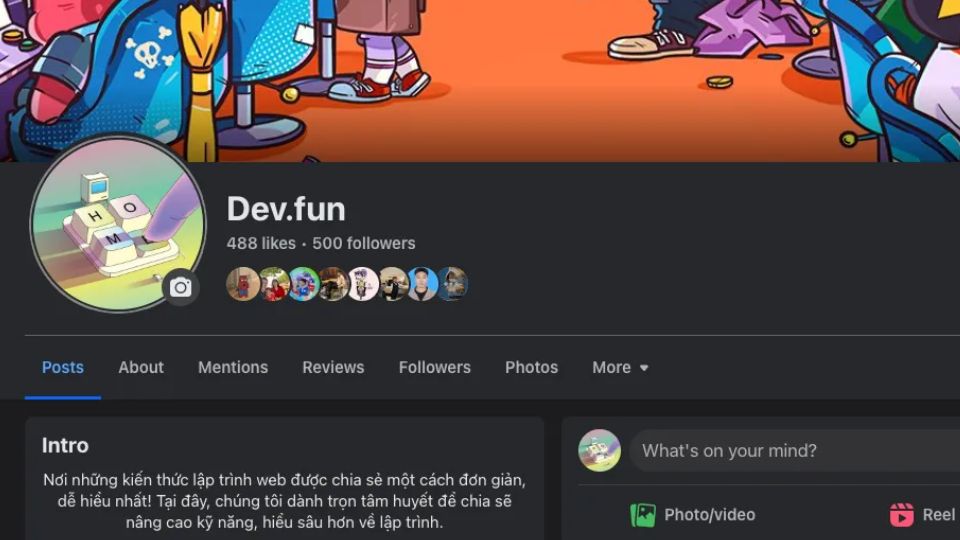 Dev.fun
488 likes • 500 followers
Posts About Mentions Reviews Followers Photos More
Intro
Nơi những kiến thức lập trình web được chia sẻ một cách đơn giản,
dễ hiểu nhất! Tại đây, chúng tôi dành trọn tâm huyết để chia sẽ
nâng cao kỹ năng, hiểu sâu hơn về lập trình.
What's on your mind?
Photo/video Reel
H O
M